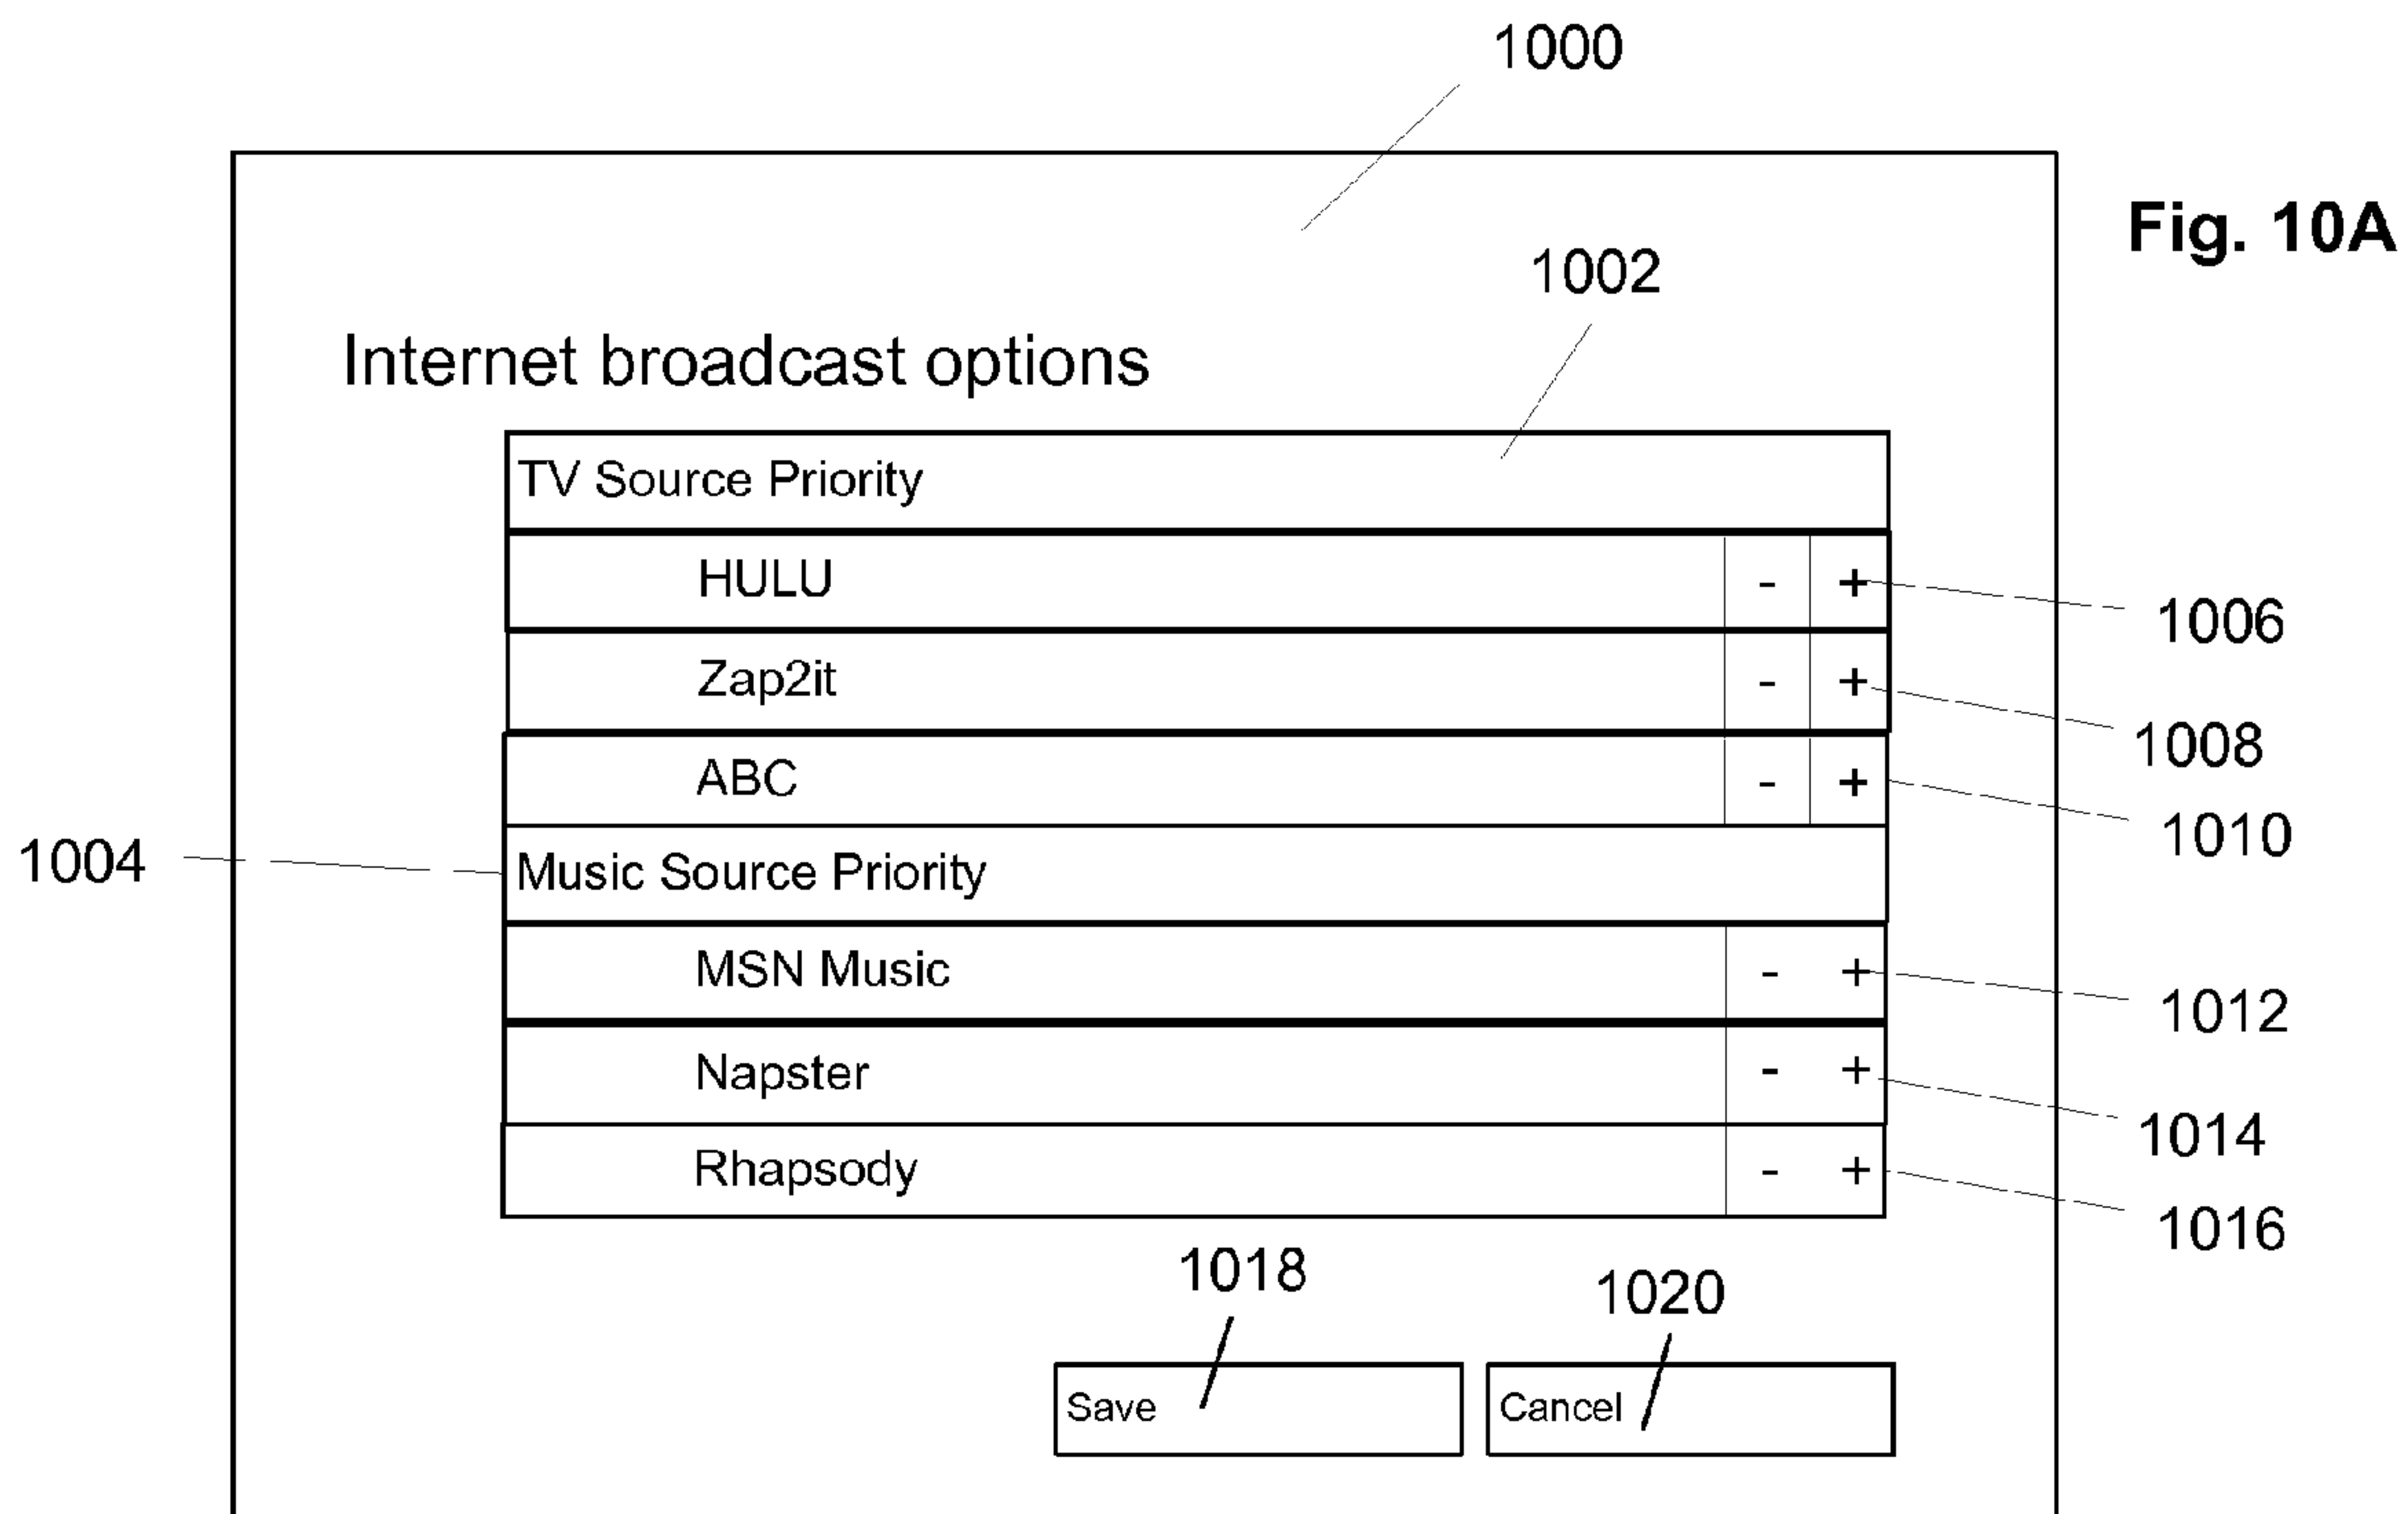 1000
Fig. 10A
1002
Internet broadcast options
TV Source Priority
HULU - +
1006
Zap2it - +
1008
ABC - +
1010
1004
Music Source Priority
MSN Music - +
1012
Napster - +
1014
Rhapsody - +
1016
1018
1020
Save
Cancel